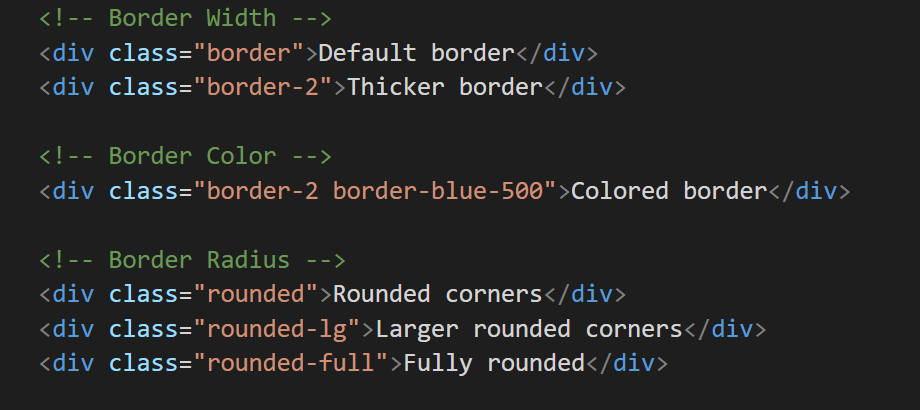 <!-- Border Width -->
<div class="border">Default border</div>
<div class="border-2">Thicker border</div>
<!-- Border Color -->
<div class="border-2 border-blue-500">Colored border</div>
<!-- Border Radius -->
<div class="rounded">Rounded corners</div>
<div class="rounded-lg">Larger rounded corners</div>
<div class="rounded-full">Fully rounded</div>